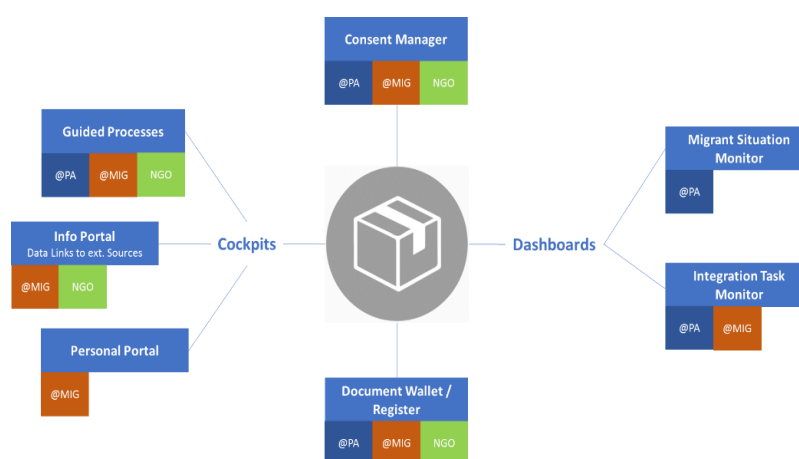 Consent Manager
@PA @MIG NGO
Guided Processes
@PA @MIG NGO
Info Portal
Data Links to ext. Sources
@MIG NGO
Personal Portal
@MIG
Cockpits
Dashboards
Migrant Situation
Monitor
@PA
Integration Task
Monitor
@PA @MIG
Document Wallet /
Register
@PA @MIG NGO